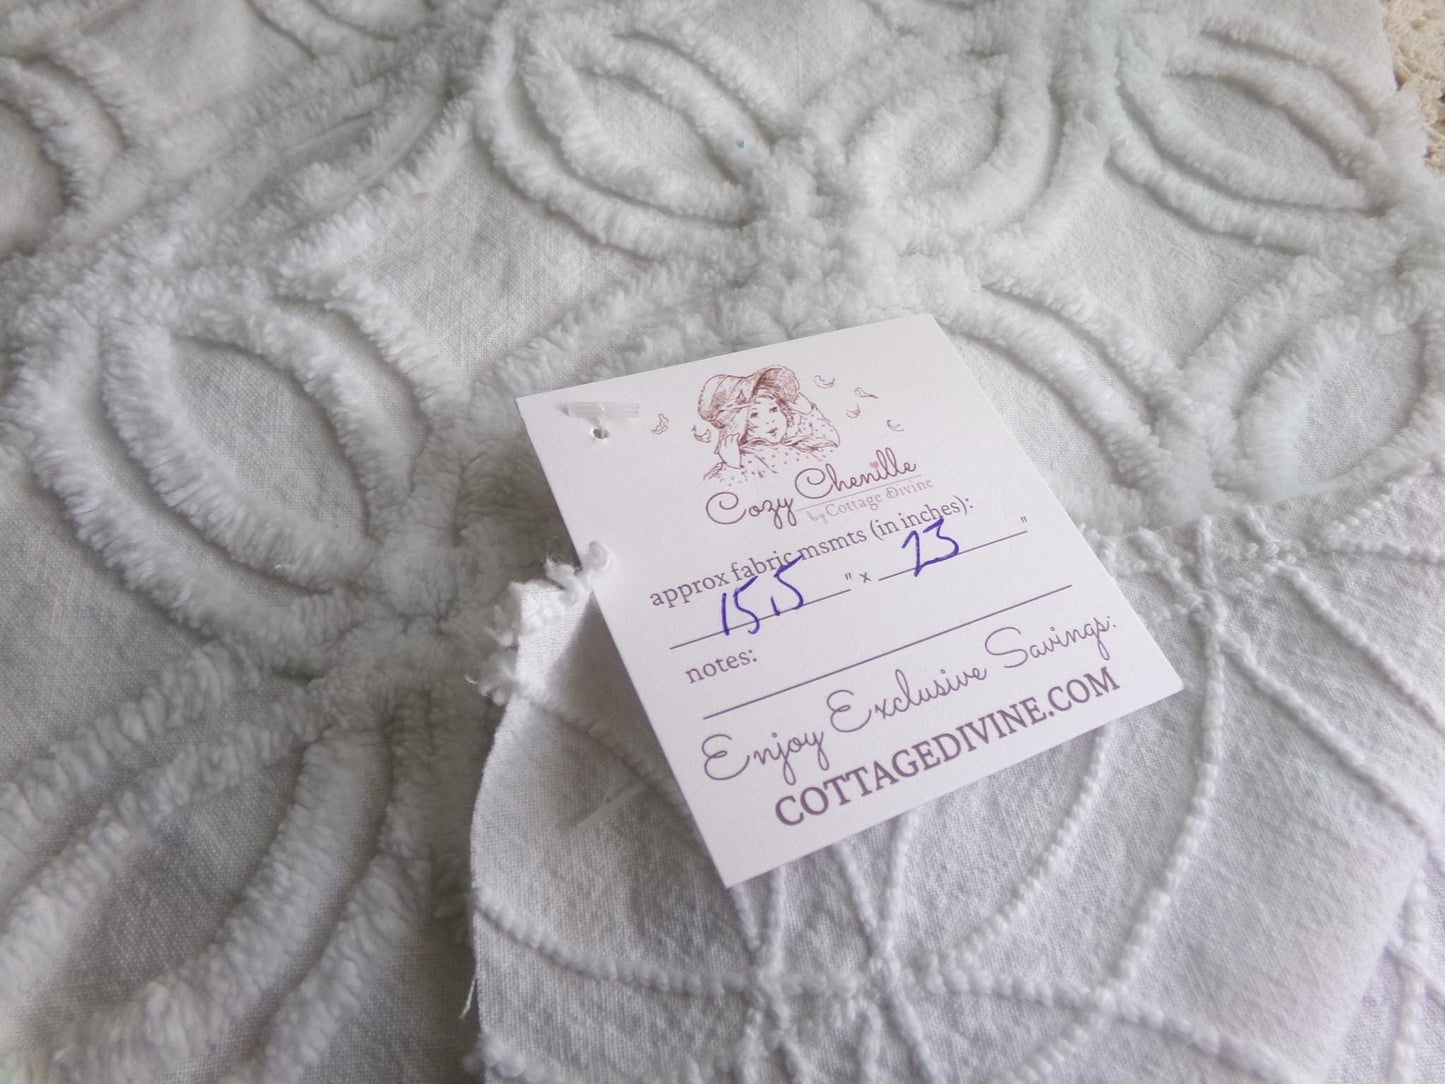 Cozy Chenille
by Cottage Divine
approx fabric msmts (in inches):
15.5 " x 23 "
notes:
Enjoy Exclusive Savings:
COTTAGEDIVINE.COM